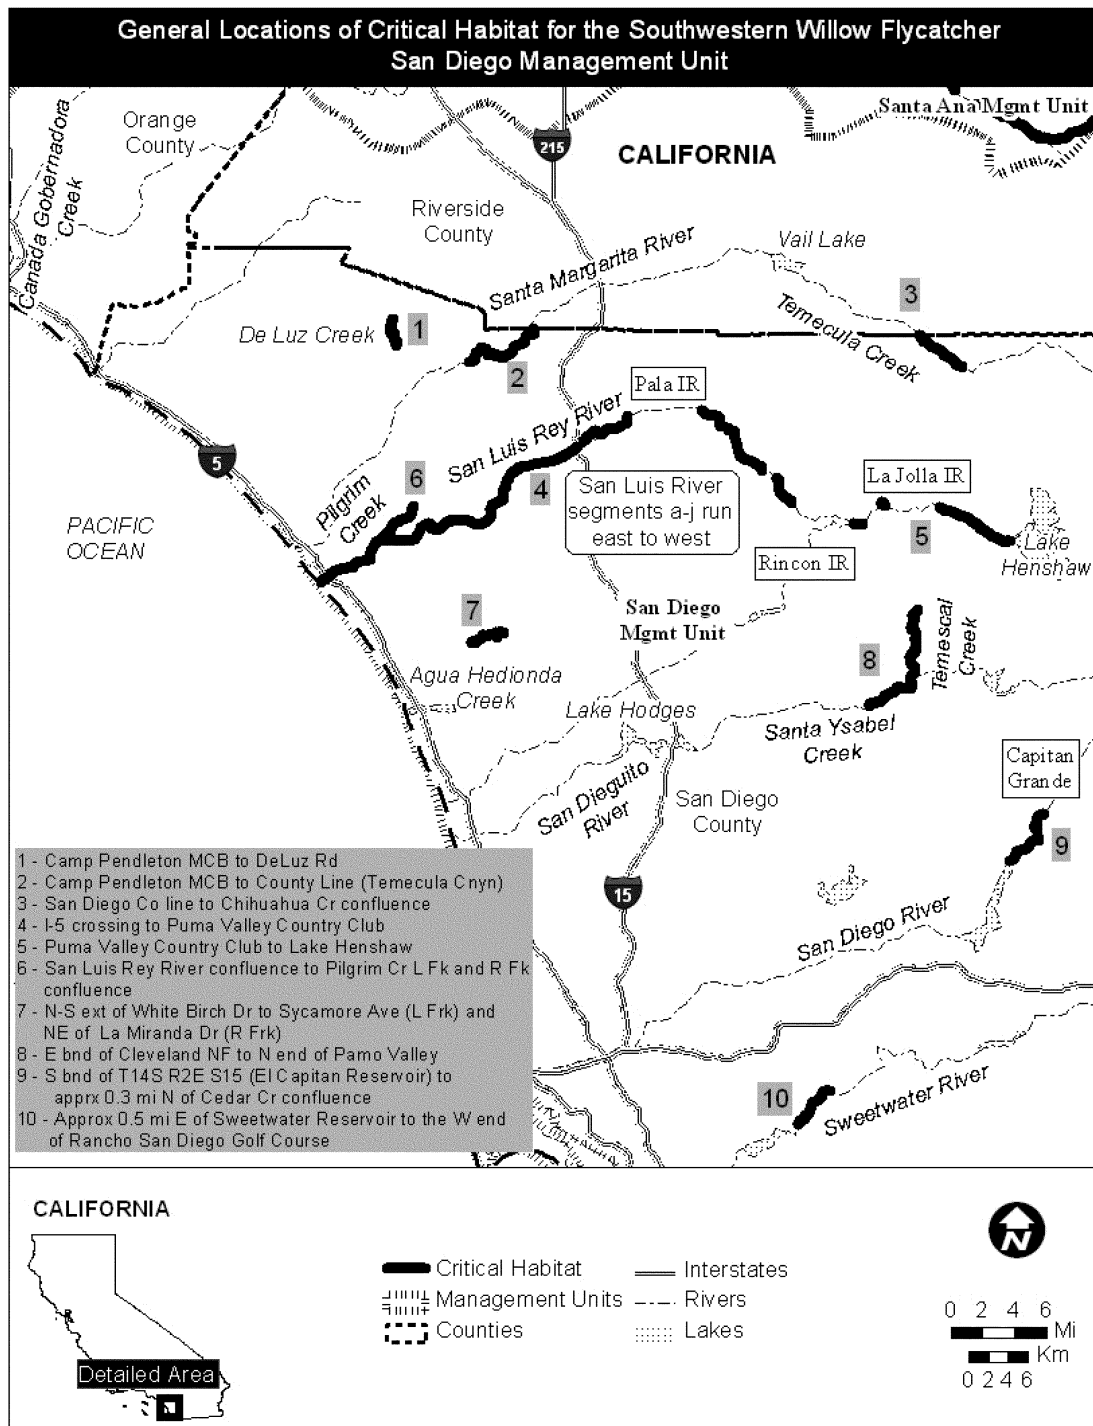 General Locations of Critical Habitat for the Southwestern Willow Flycatcher
San Diego Management Unit
Santa Ana Mgmt Unit
Orange
County
Canada Gobernadora
Creek
215
CALIFORNIA
Riverside
County
Santa Margarita River
Vail Lake
3
De Luz Creek
1
Temecula Creek
2
Pala IR
San Luis Rey River
5
6
Pilgrim
Creek
4
San Luis River
segments a-j run
east to west
La Jolla IR
PACIFIC
OCEAN
5
Lake
Henshaw
Rincon IR
7
San Diego
Mgmt Unit
8
Temescal
Creek
Agua Hedionda
Creek
Lake Hodges
Santa Ysabel
Creek
Capitan
Grande
San Dieguito
River
San Diego
County
9
15
San Diego River
10
Sweetwater River
1 - Camp Pendleton MCB to DeLuz Rd
2 - Camp Pendleton MCB to County Line (Temecula Cnyn)
3 - San Diego Co line to Chihuahua Cr confluence
4 - I-5 crossing to Puma Valley Country Club
5 - Puma Valley Country Club to Lake Henshaw
6 - San Luis Rey River confluence to Pilgrim Cr L Fk and R Fk
confluence
7 - N-S ext of White Birch Dr to Sycamore Ave (L Frk) and
NE of La Miranda Dr (R Frk)
8 - E bnd of Cleveland NF to N end of Pamo Valley
9 - S bnd of T14S R2E S15 (El Capitan Reservoir) to
apprx 0.3 mi N of Cedar Cr confluence
10 - Approx 0.5 mi E of Sweetwater Reservoir to the W end
of Rancho San Diego Golf Course
CALIFORNIA
Detailed Area
Critical Habitat
Management Units
Counties
Interstates
Rivers
Lakes
N
0 2 4 6
Mi
Km
0 2 4 6